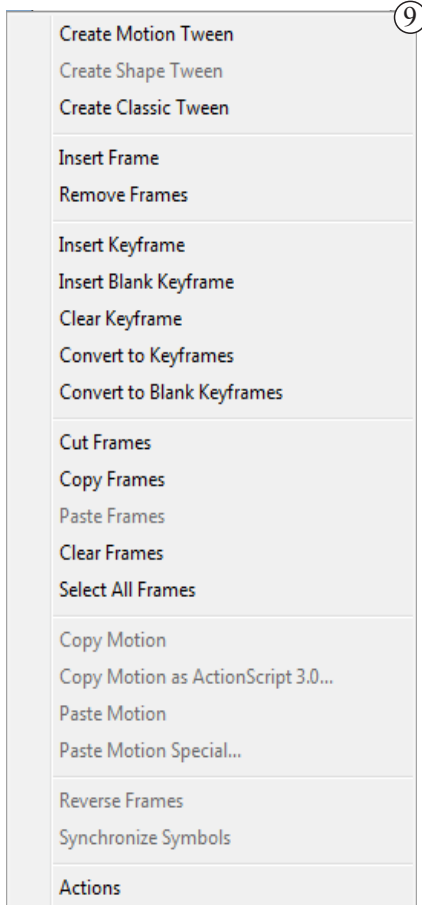 ⑨
Create Motion Tween
Create Shape Tween
Create Classic Tween
Insert Frame
Remove Frames
Insert Keyframe
Insert Blank Keyframe
Clear Keyframe
Convert to Keyframes
Convert to Blank Keyframes
Cut Frames
Copy Frames
Paste Frames
Clear Frames
Select All Frames
Copy Motion
Copy Motion as ActionScript 3.0...
Paste Motion
Paste Motion Special...
Reverse Frames
Synchronize Symbols
Actions